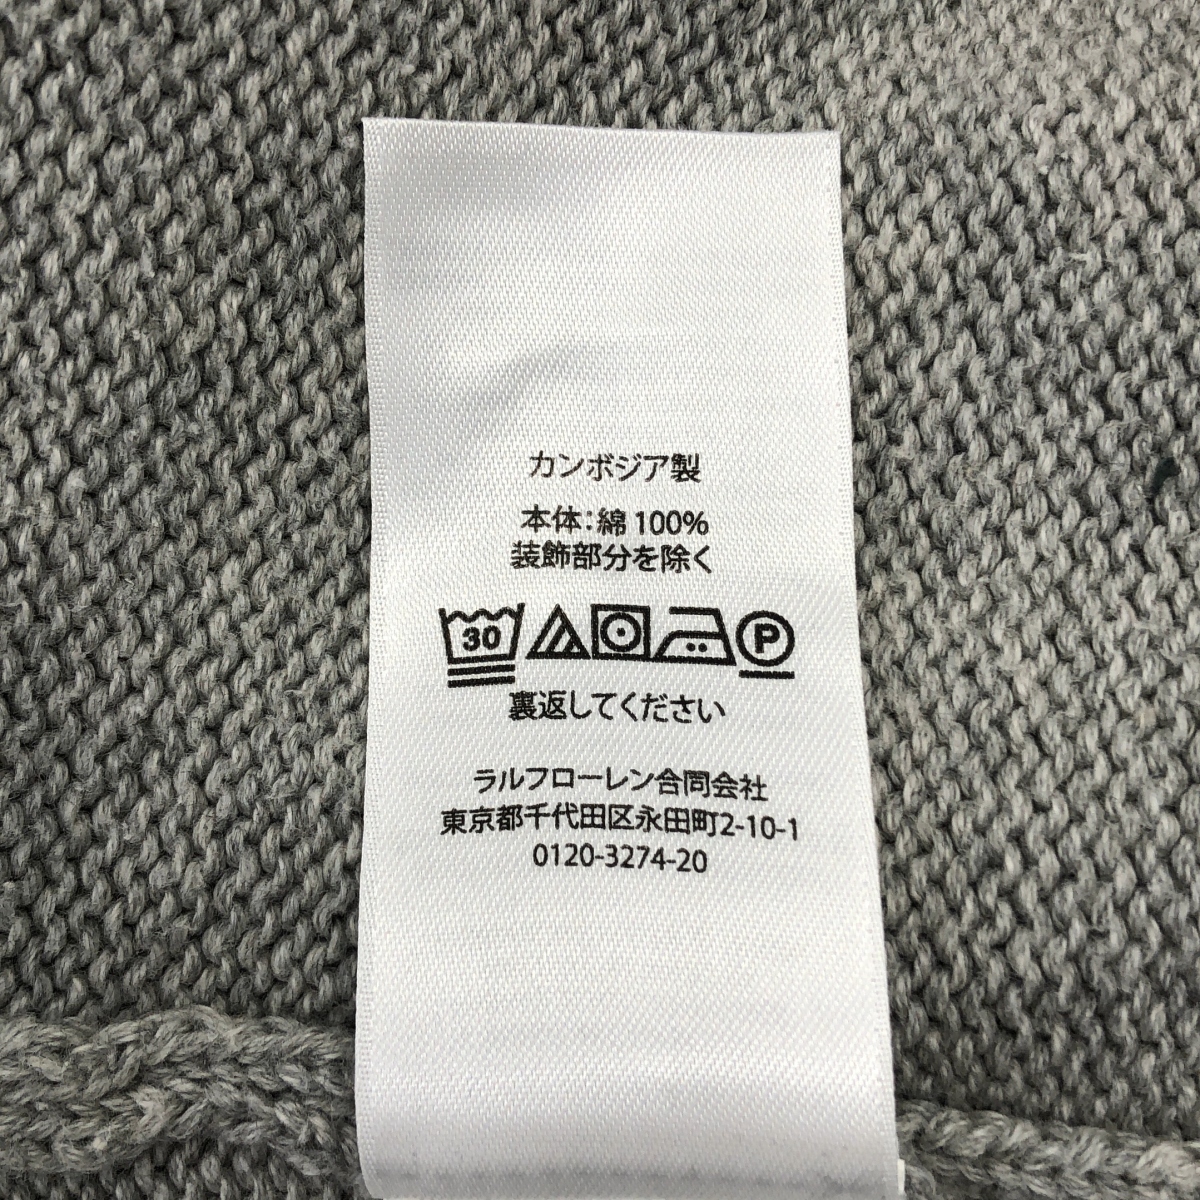 カンボジア製
本体:綿 100%
装飾部分を除く
30 P
裏返してください
ラルフローレン合同会社
東京都千代田区永田町2-10-1
0120-3274-20